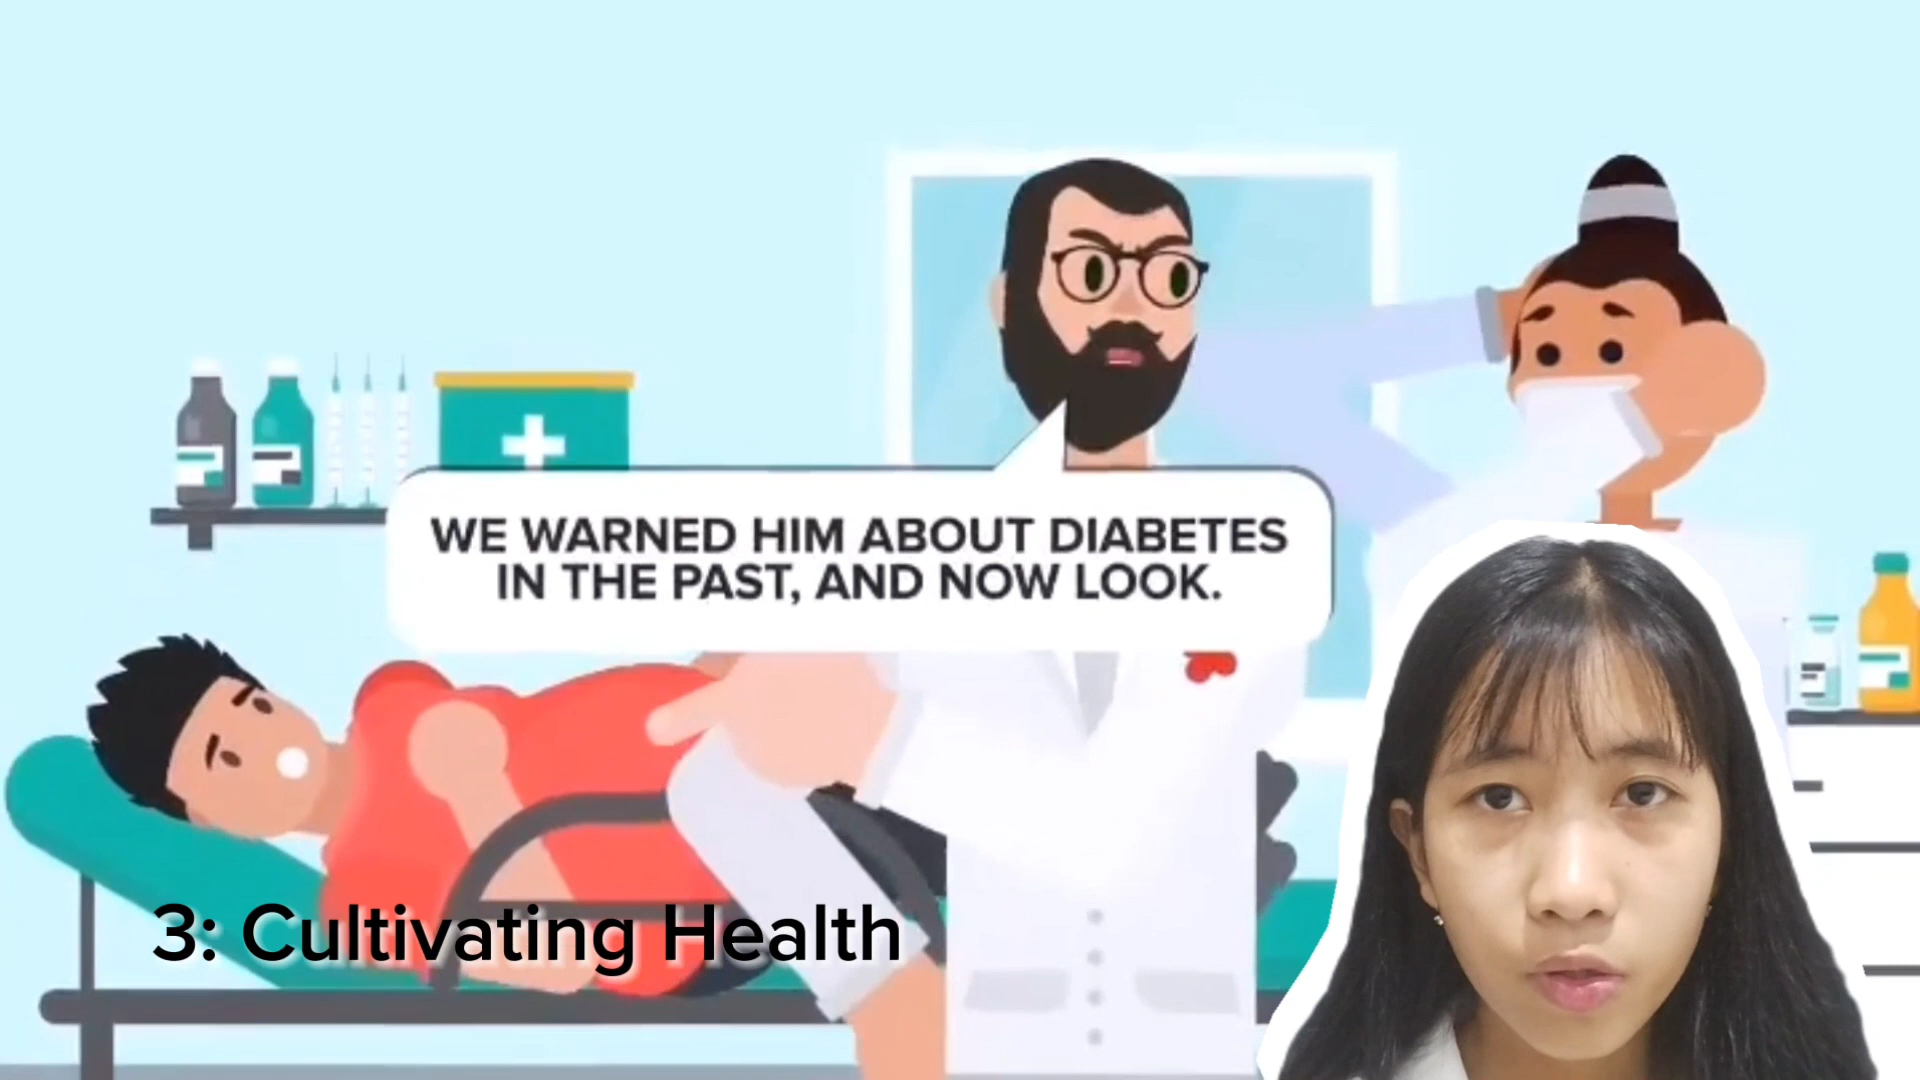 WE WARNED HIM ABOUT DIABETES
IN THE PAST, AND NOW LOOK.
3: Cultivating Health